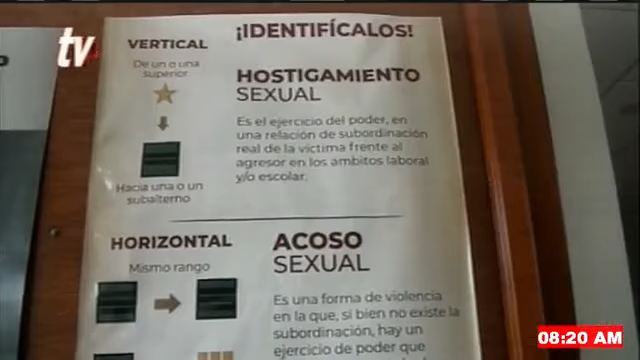 tv
¡IDENTIFÍCALOS!
VERTICAL
De un o una
superior
Hacia una o un
subalterno
HOSTIGAMIENTO
SEXUAL
Es el ejercicio del poder, en
una relación de subordinación
real de la víctima frente al
agresor en los ámbitos laboral
y/o escolar.
HORIZONTAL
Mismo rango
ACOSO
SEXUAL
Es una forma de violencia
en la que, si bien no existe la
subordinación, hay un
ejercicio de poder que
08:20 AM